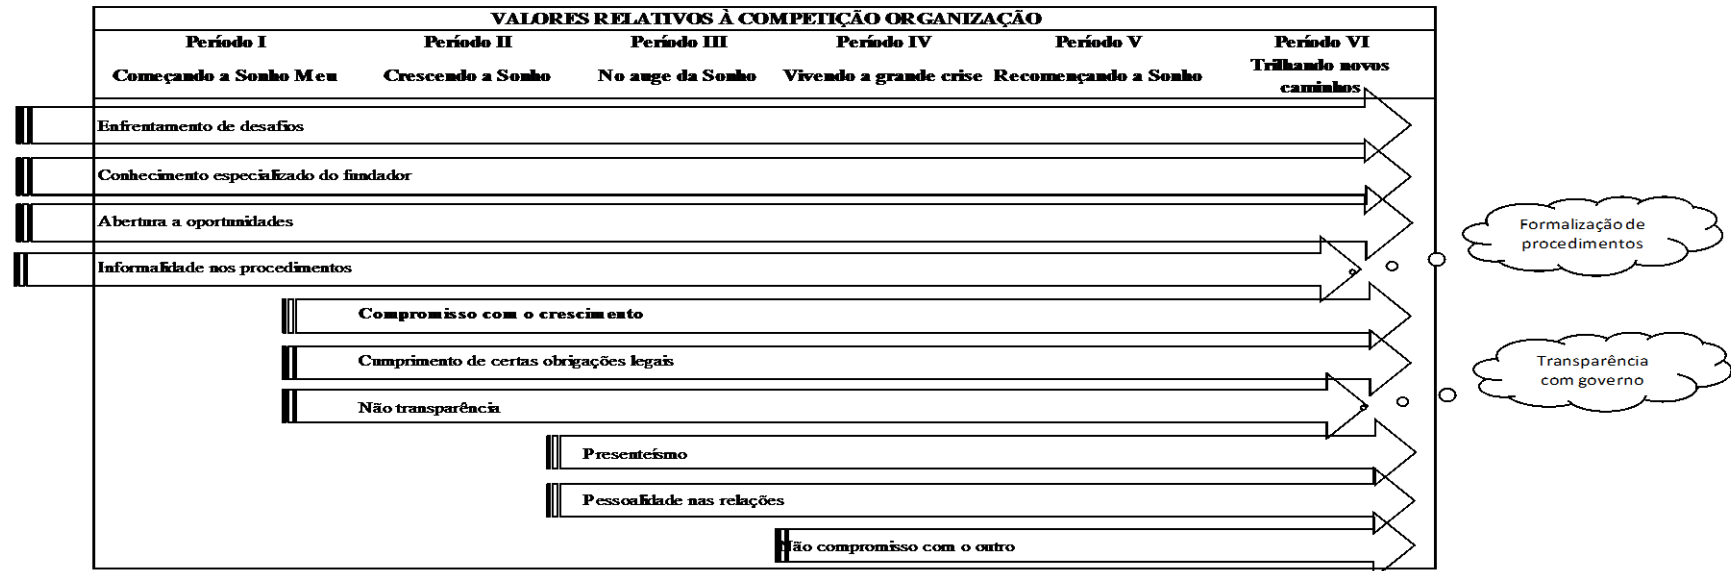 VALORES RELATIVOS À COMPETIÇÃO ORGANIZAÇÃO
Período I Período II Período III Período IV Período V Período VI
Começando a Sonho Meu Crescendo a Sonho No auge da Sonho Vivendo a grande crise Recomençando a Sonho Trilhando novos
caminhos
Enfrentamento de desafios
Conhecimento especializado do fundador
Abertura a oportunidades
Formalização de
procedimentos
Informalidade nos procedimentos
Compromisso com o crescimento
Cumprimento de certas obrigações legais
Transparência
com governo
Não transparência
Presenteísmo
Pessoalidade nas relações
Não compromisso com o outro